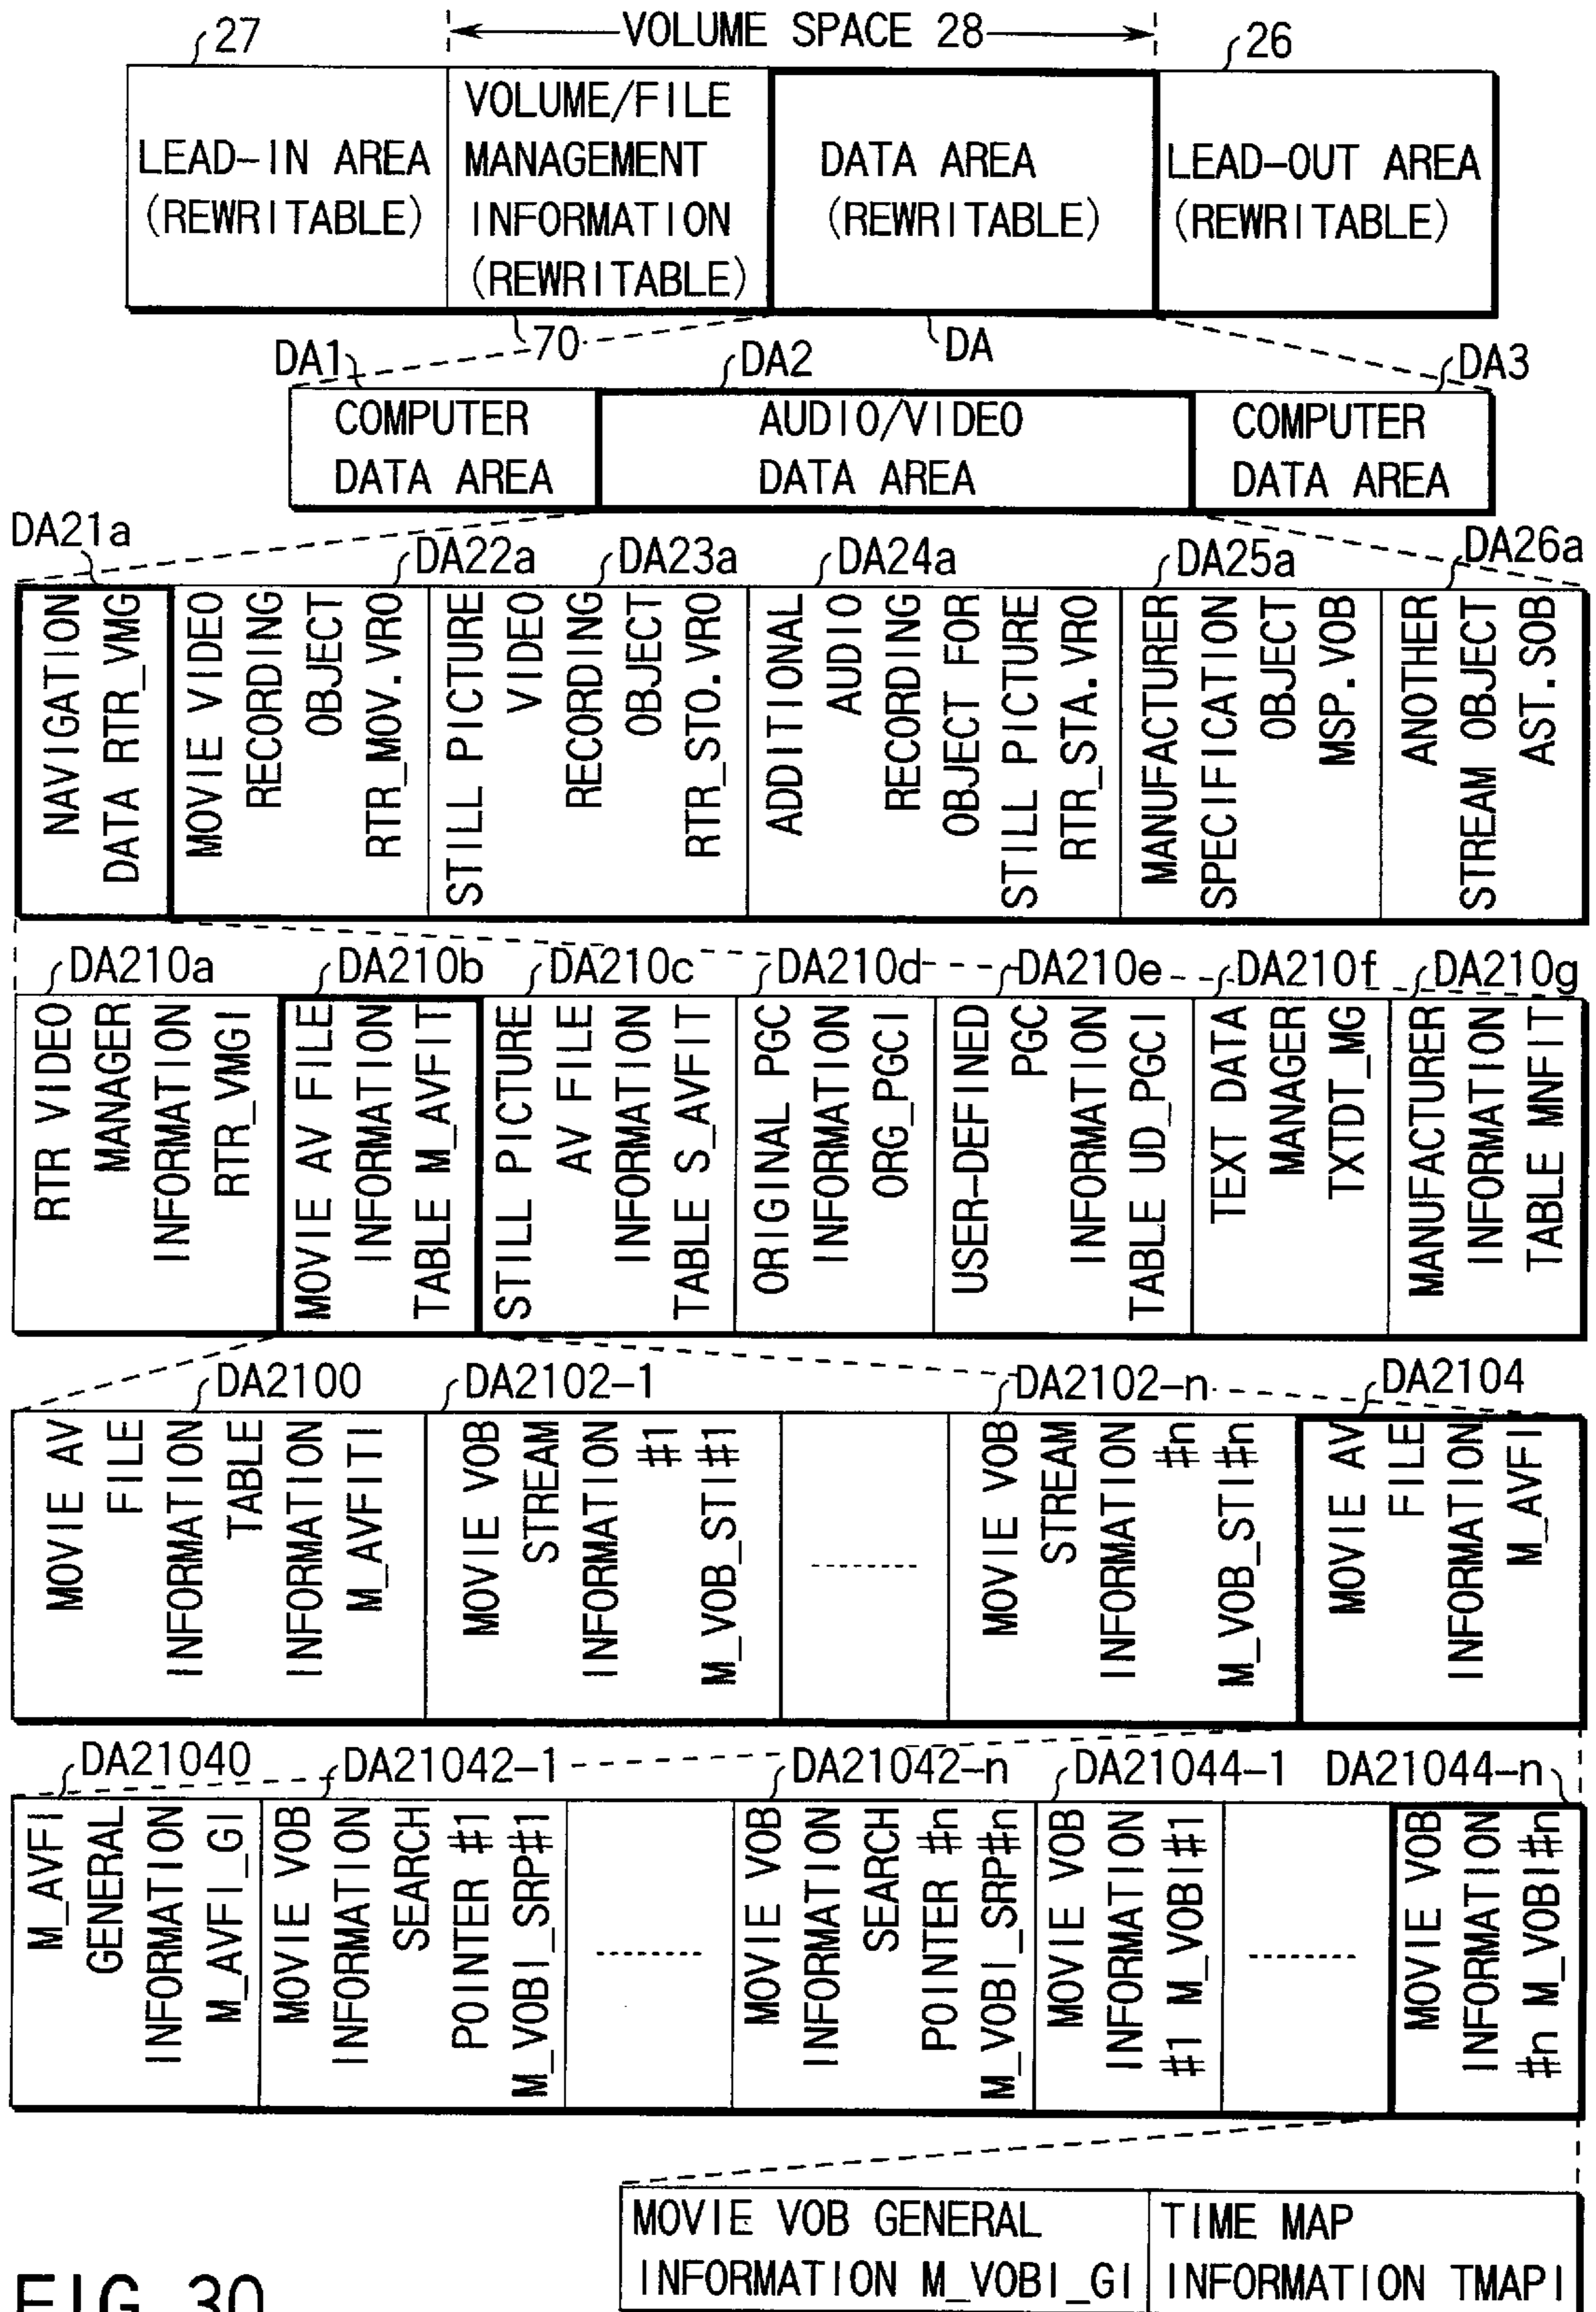 27
VOLUME SPACE 28
26
LEAD-IN AREA
(REWRITABLE)
VOLUME/FILE
MANAGEMENT
INFORMATION
(REWRITABLE)
DATA AREA
(REWRITABLE)
LEAD-OUT AREA
(REWRITABLE)
70
DA
DA1
DA2
DA3
COMPUTER
DATA AREA
AUDIO/VIDEO
DATA AREA
COMPUTER
DATA AREA
DA21a
DA22a
DA23a
DA24a
DA25a
DA26a
NAVIGATION
DATA RTR_VMG
MOVIE VIDEO
RECORDING
OBJECT
RTR_MOV.VRO
STILL PICTURE
VIDEO
RECORDING
OBJECT
RTR_STO.VRO
ADDITIONAL
AUDIO
RECORDING
OBJECT FOR
STILL PICTURE
RTR_STA.VRO
MANUFACTURER
SPECIFICATION
OBJECT
MSP.VOB
ANOTHER
STREAM OBJECT
AST.SOB
DA210a
DA210b
DA210c
DA210d
DA210e
DA210f
DA210g
RTR VIDEO
MANAGER
INFORMATION
RTR_VMGI
MOVIE AV FILE
INFORMATION
TABLE M_AVFIT
STILL PICTURE
AV FILE
INFORMATION
TABLE S_AVFIT
ORIGINAL PGC
INFORMATION
ORG_PGCI
USER-DEFINED
PGC
INFORMATION
TABLE UD_PGCI
TEXT DATA
MANAGER
TXTDT_MG
MANUFACTURER
INFORMATION
TABLE MNFIT
DA2100
DA2102-1
DA2102-n
DA2104
MOVIE AV
FILE
INFORMATION
TABLE
INFORMATION
M_AVFITI
MOVIE VOB
STREAM
INFORMATION
#1
M_VOB_STI#1
MOVIE VOB
STREAM
INFORMATION
#n
M_VOB_STI#n
MOVIE AV
FILE
INFORMATION
M_AVFI
DA21040
DA21042-1
DA21042-n
DA21044-1
DA21044-n
M_AVFI
GENERAL
INFORMATION
M_AVFI_GI
MOVIE VOB
INFORMATION
SEARCH
POINTER #1
M_VOBI_SRP#1
MOVIE VOB
INFORMATION
SEARCH
POINTER #n
M_VOBI_SRP#n
MOVIE VOB
INFORMATION
#1 M_VOBI#1
MOVIE VOB
INFORMATION
#n M_VOBI#n
MOVIE VOB GENERAL
INFORMATION M_VOBI_GI
TIME MAP
INFORMATION TMAPI
FIG. 30